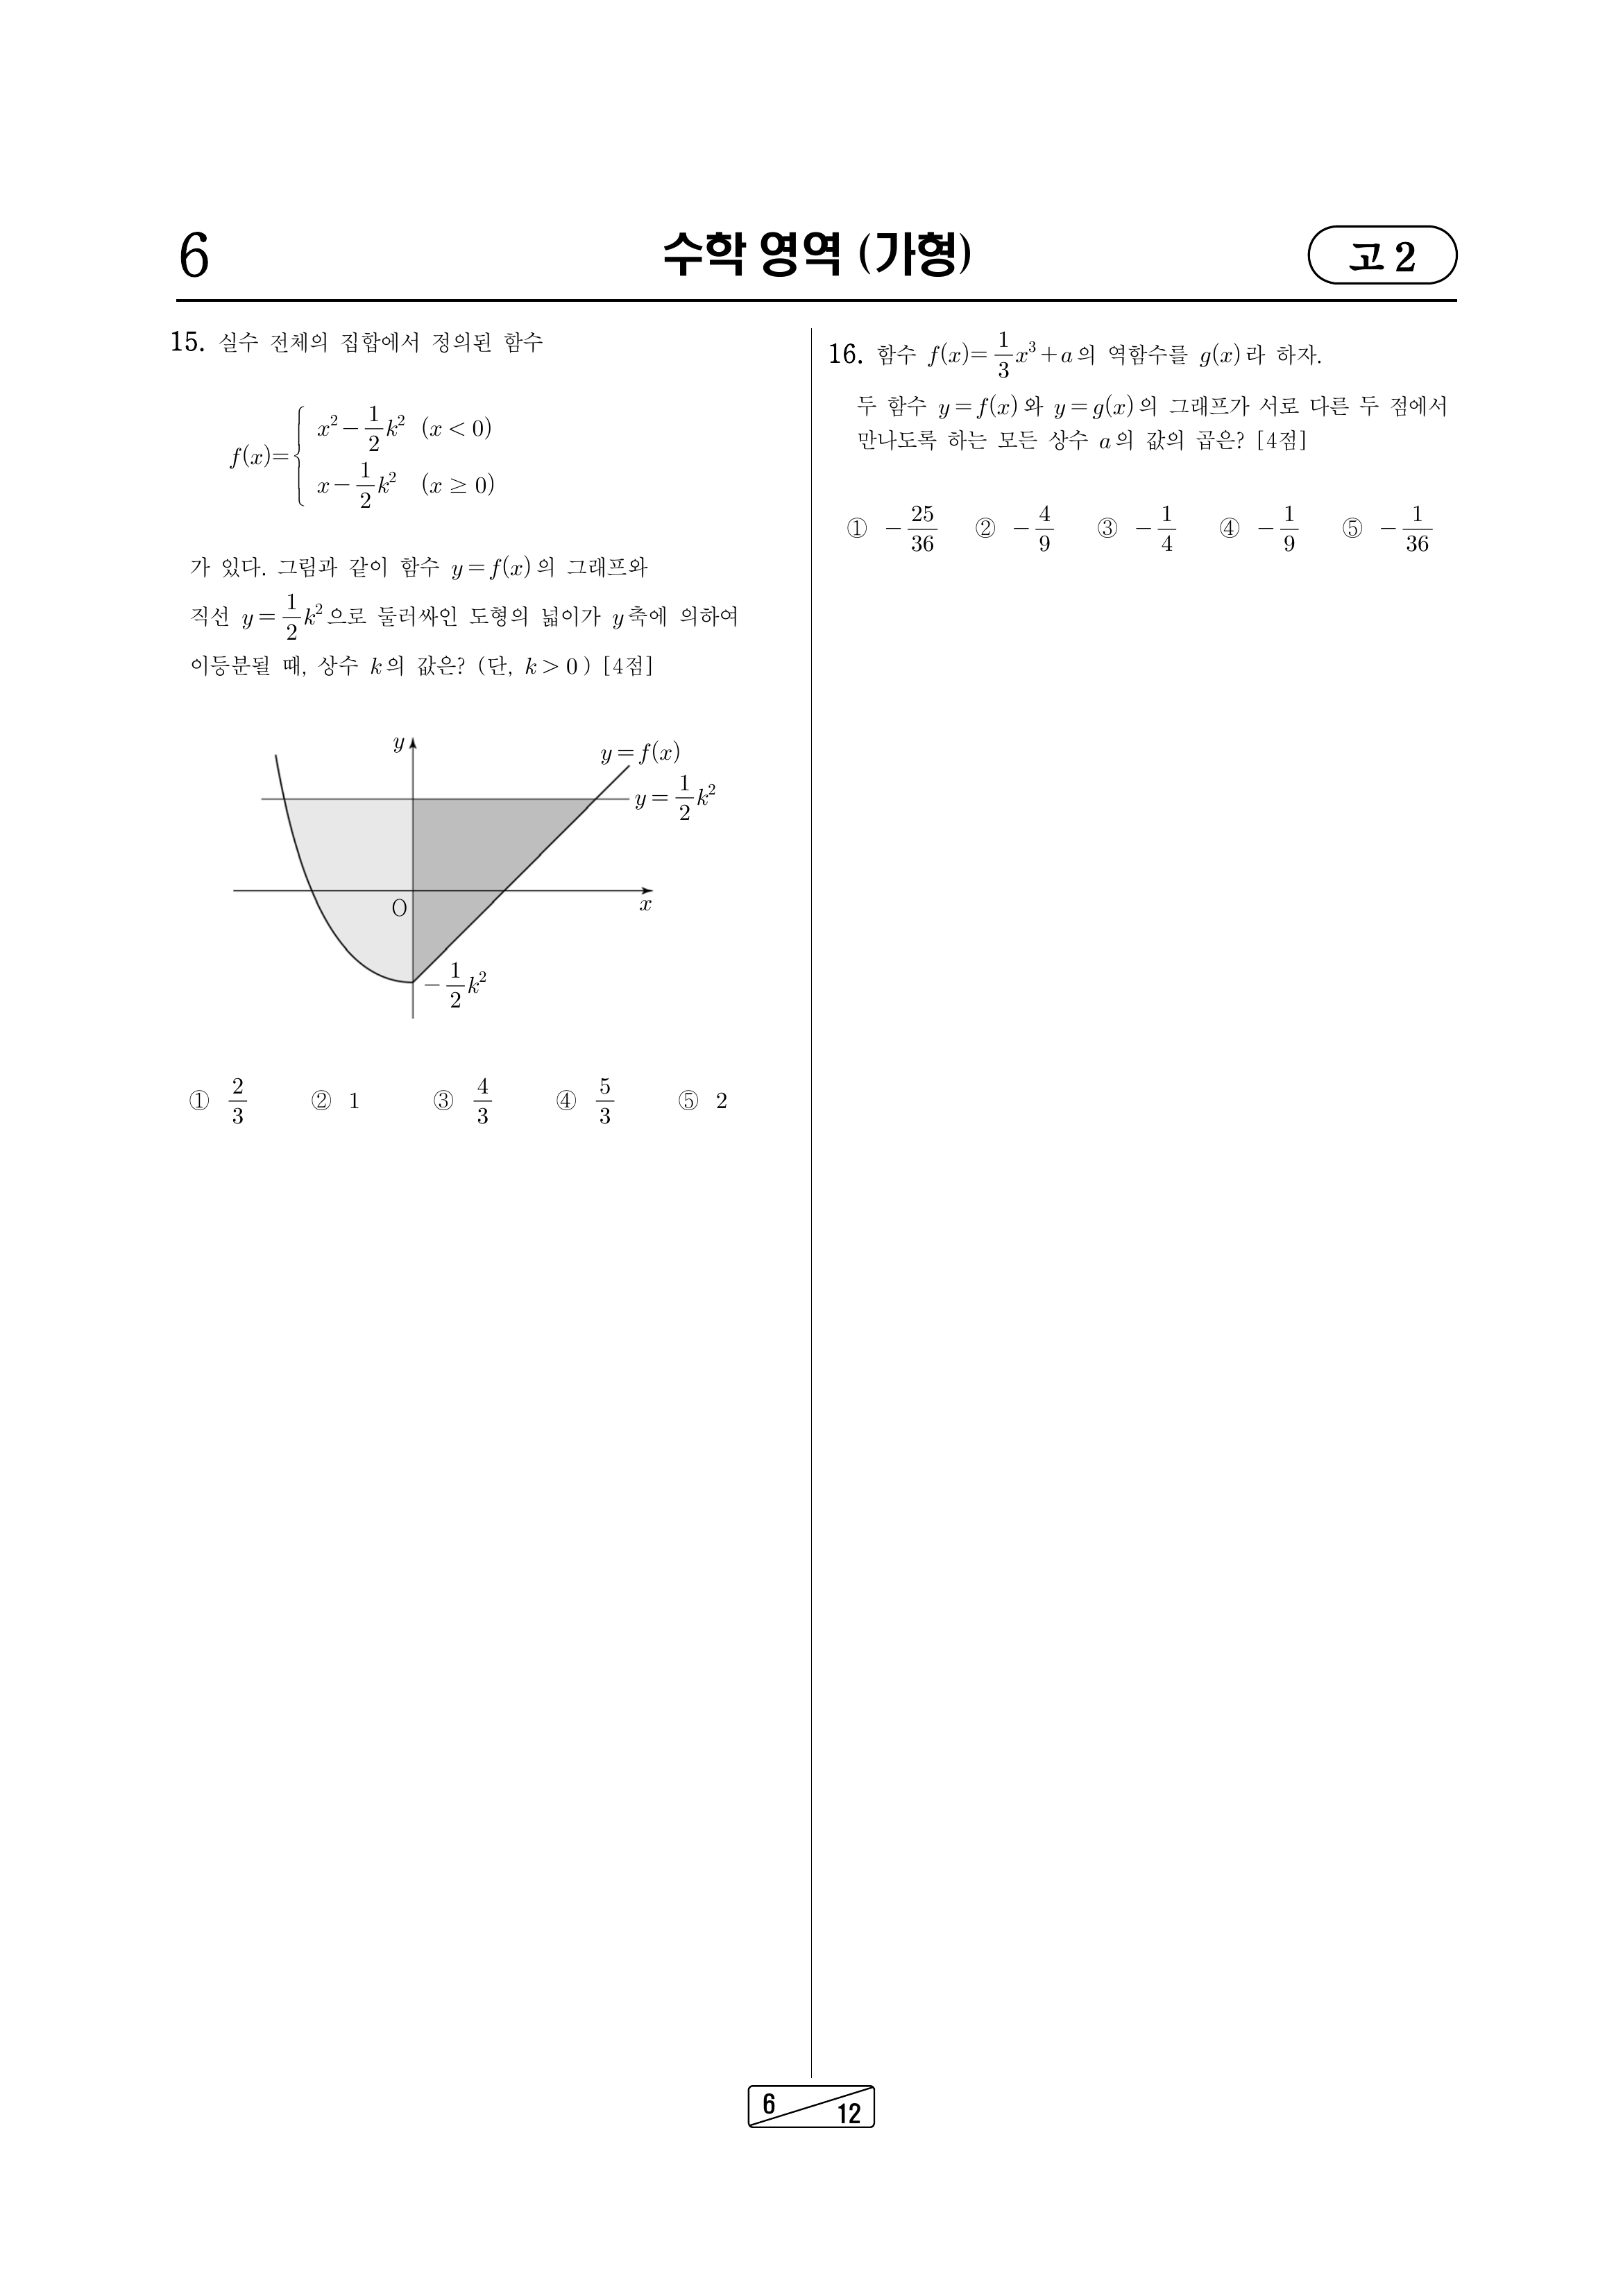 6
수학 영역 (가형)
고 2
15. 실수 전체의 집합에서 정의된 함수
f(x)= { x² − 1/2 k² (x < 0)
x − 1/2 k² (x ≥ 0)
가 있다. 그림과 같이 함수 y = f(x) 의 그래프와
직선 y = 1/2 k² 으로 둘러싸인 도형의 넓이가 y 축에 의하여
이등분될 때, 상수 k 의 값은? (단, k > 0 ) [4점]
y
y = f(x)
y = 1/2 k²
O
x
− 1/2 k²
① 2/3 ② 1 ③ 4/3 ④ 5/3 ⑤ 2
16. 함수 f(x)= 1/3 x³ + a 의 역함수를 g(x) 라 하자.
두 함수 y = f(x) 와 y = g(x) 의 그래프가 서로 다른 두 점에서
만나도록 하는 모든 상수 a 의 값의 곱은? [4점]
① − 25/36 ② − 4/9 ③ − 1/4 ④ − 1/9 ⑤ − 1/36
6
12